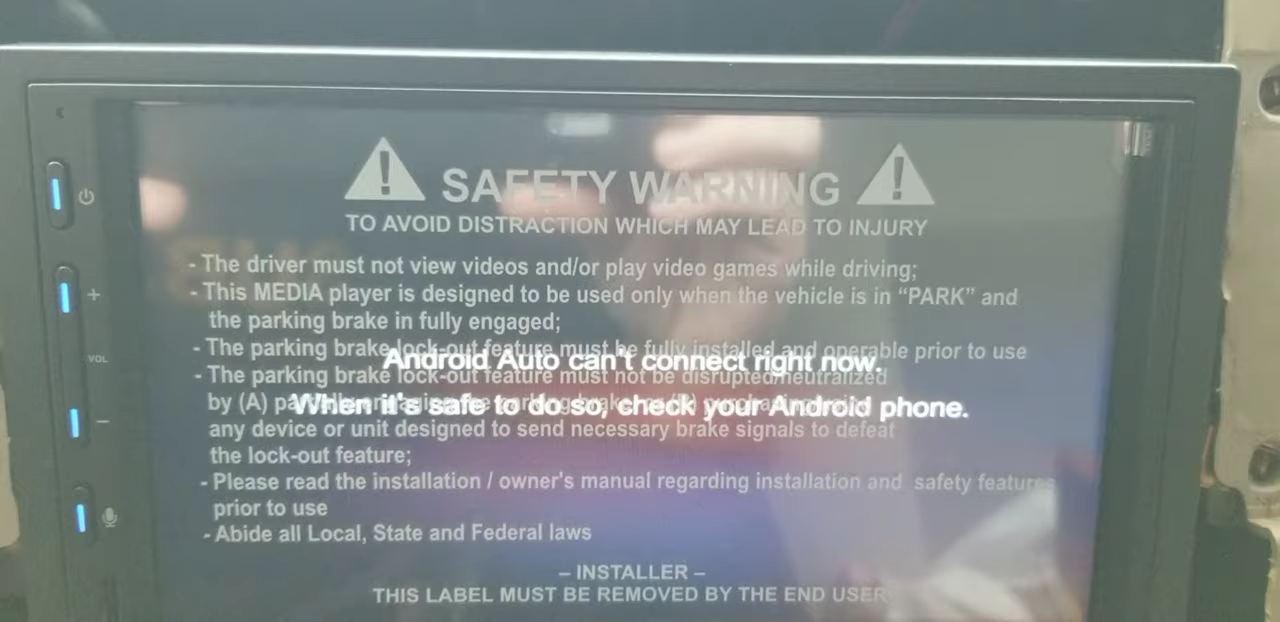 SAFETY WARNING
TO AVOID DISTRACTION WHICH MAY LEAD TO INJURY
- The driver must not view videos and/or play video games while driving;
- This MEDIA player is designed to be used only when the vehicle is in “PARK” and
the parking brake in fully engaged;
- The parking brake lock-out feature must be fully installed and operable prior to use
Android Auto can't connect right now.
- The parking brake lock-out feature must not be disrupted/neutralized
by (A)
When it's safe to do so, check your Android phone.
any device or unit designed to send necessary brake signals to defeat
the lock-out feature;
- Please read the installation / owner's manual regarding installation and safety features
prior to use
- Abide all Local, State and Federal laws
– INSTALLER –
THIS LABEL MUST BE REMOVED BY THE END USER
+
VOL
–